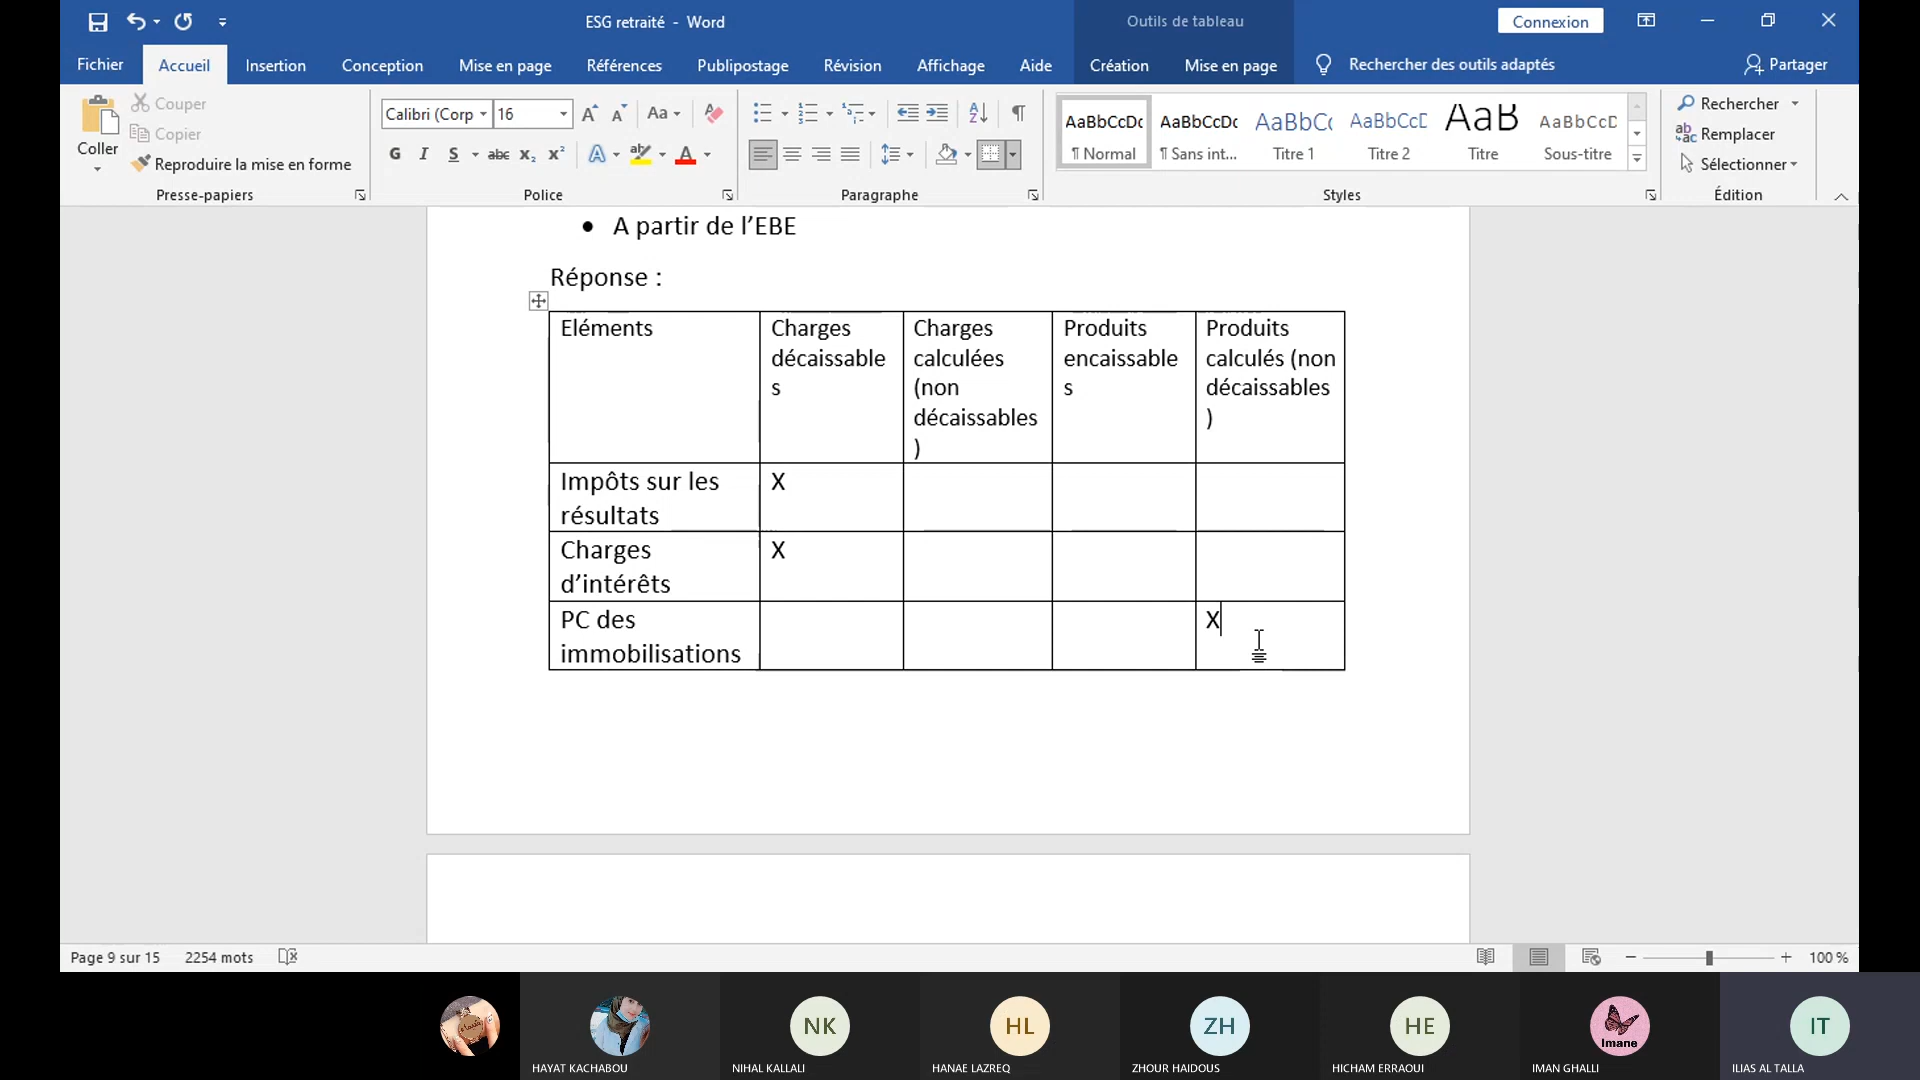 ESG retraité - Word
Outils de tableau
Connexion
Fichier
Accueil
Insertion
Conception
Mise en page
Références
Publipostage
Révision
Affichage
Aide
Création
Mise en page
Rechercher des outils adaptés
Partager
Coller
Couper
Copier
Reproduire la mise en forme
Presse-papiers
Calibri (Corp
16
Aa
G I S abc x₂ x²
Police
Paragraphe
AaBbCcDc
¶ Normal
AaBbCcDc
¶ Sans int...
AaBbCc
Titre 1
AaBbCcD
Titre 2
AaB
Titre
AaBbCcD
Sous-titre
Styles
Rechercher
Remplacer
Sélectionner
Édition
• A partir de l’EBE
Réponse :
Eléments
Charges
décaissable
s
Charges
calculées
(non
décaissables
)
Produits
encaissable
s
Produits
calculés (non
décaissables
)
Impôts sur les
résultats
X
Charges
d’intérêts
X
PC des
immobilisations
X
Page 9 sur 15
2254 mots
100 %
NK
HL
ZH
HE
Imane
IT
HAYAT KACHABOU
NIHAL KALLALI
HANAE LAZREQ
ZHOUR HAIDOUS
HICHAM ERRAOUI
IMAN GHALLI
ILIAS AL TALLA